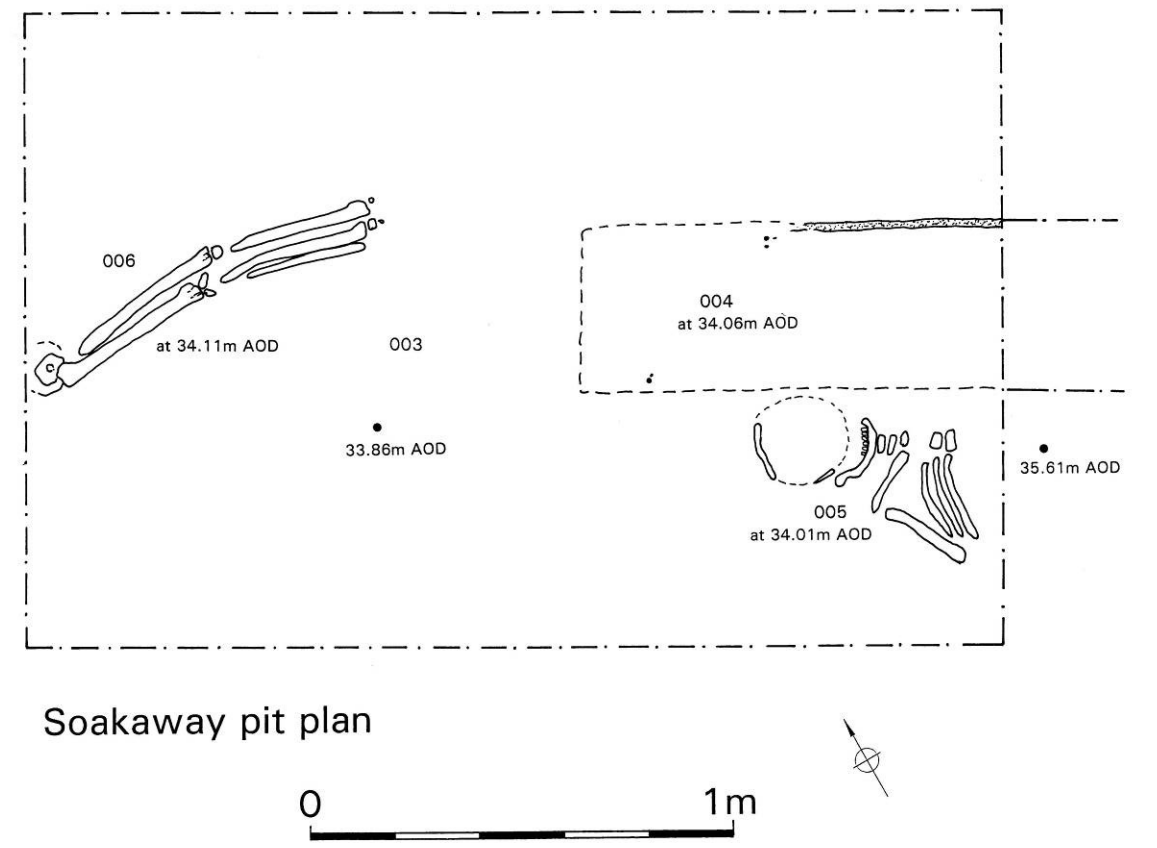 006
004
at 34.06m AOD
at 34.11m AOD
003
33.86m AOD
35.61m AOD
005
at 34.01m AOD
Soakaway pit plan
0
1m